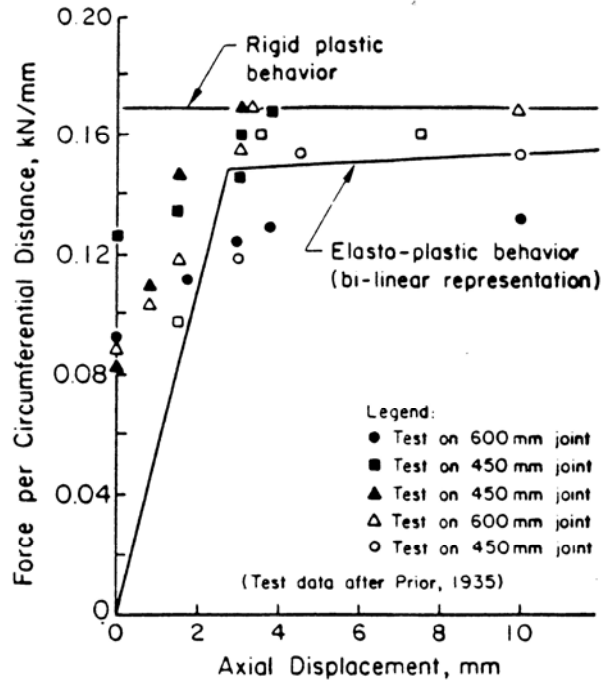 0.20
Rigid plastic
behavior
0.16
0.12
Elasto-plastic behavior
(bi-linear representation)
0.08
Legend:
● Test on 600 mm joint
■ Test on 450 mm joint
▲ Test on 450 mm joint
△ Test on 600 mm joint
○ Test on 450 mm joint
0.04
(Test data after Prior, 1935)
0
0 2 4 6 8 10
Axial Displacement, mm
Force per Circumferential Distance, kN/mm